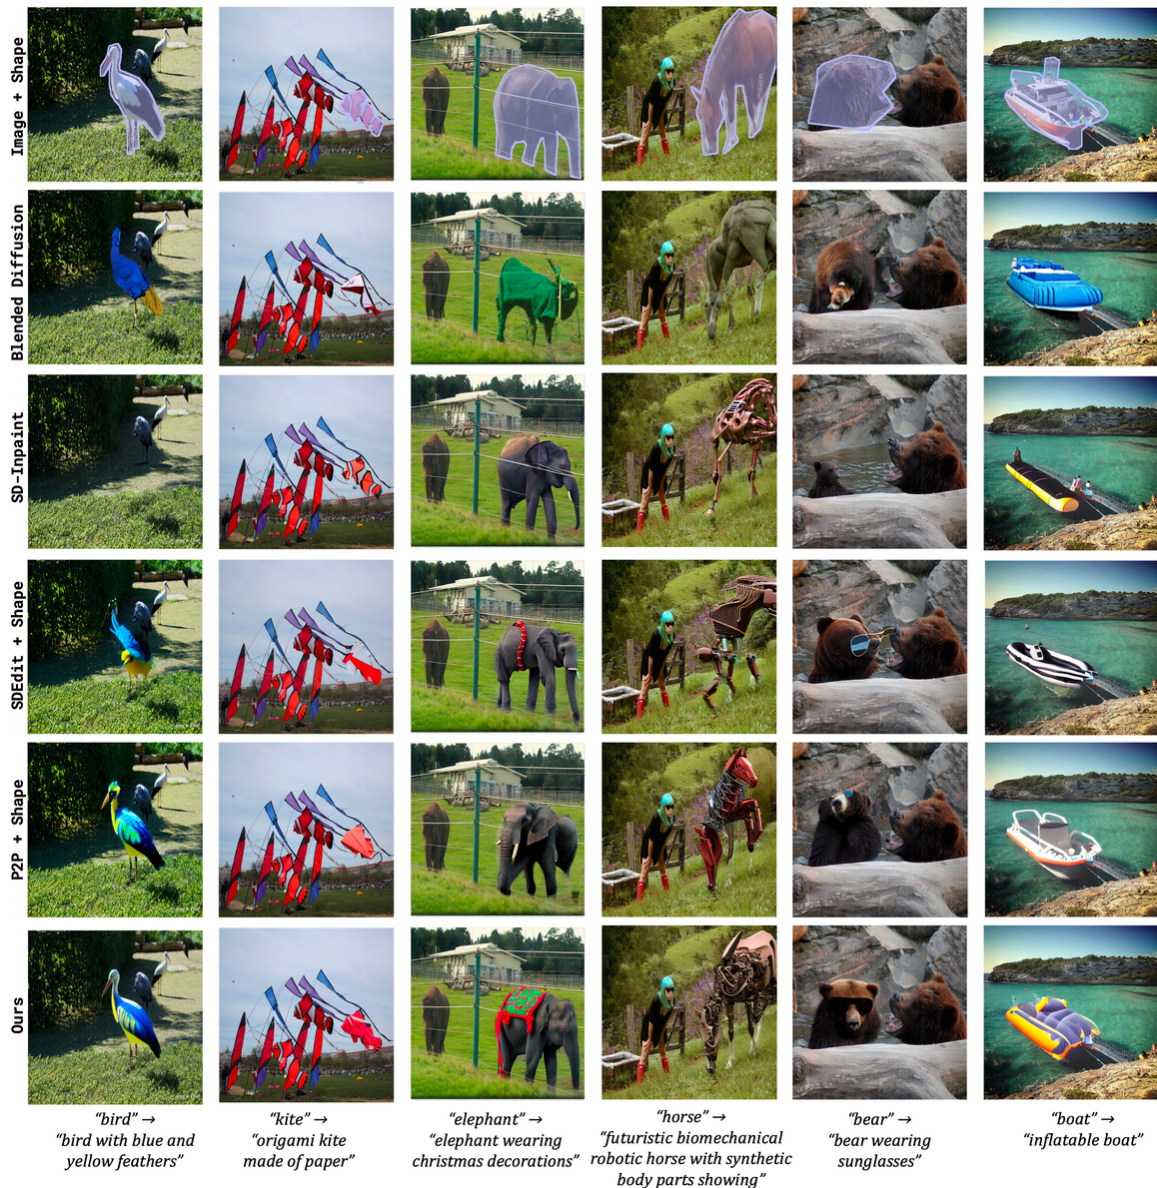 Image + Shape
Blended Diffusion
SD-Inpaint
SDEdit + Shape
P2P + Shape
Ours
“bird” →
“bird with blue and
yellow feathers”
“kite” →
“origami kite
made of paper”
“elephant” →
“elephant wearing
christmas decorations”
“horse” →
“futuristic biomechanical
robotic horse with synthetic
body parts showing”
“bear” →
“bear wearing
sunglasses”
“boat” →
“inflatable boat”